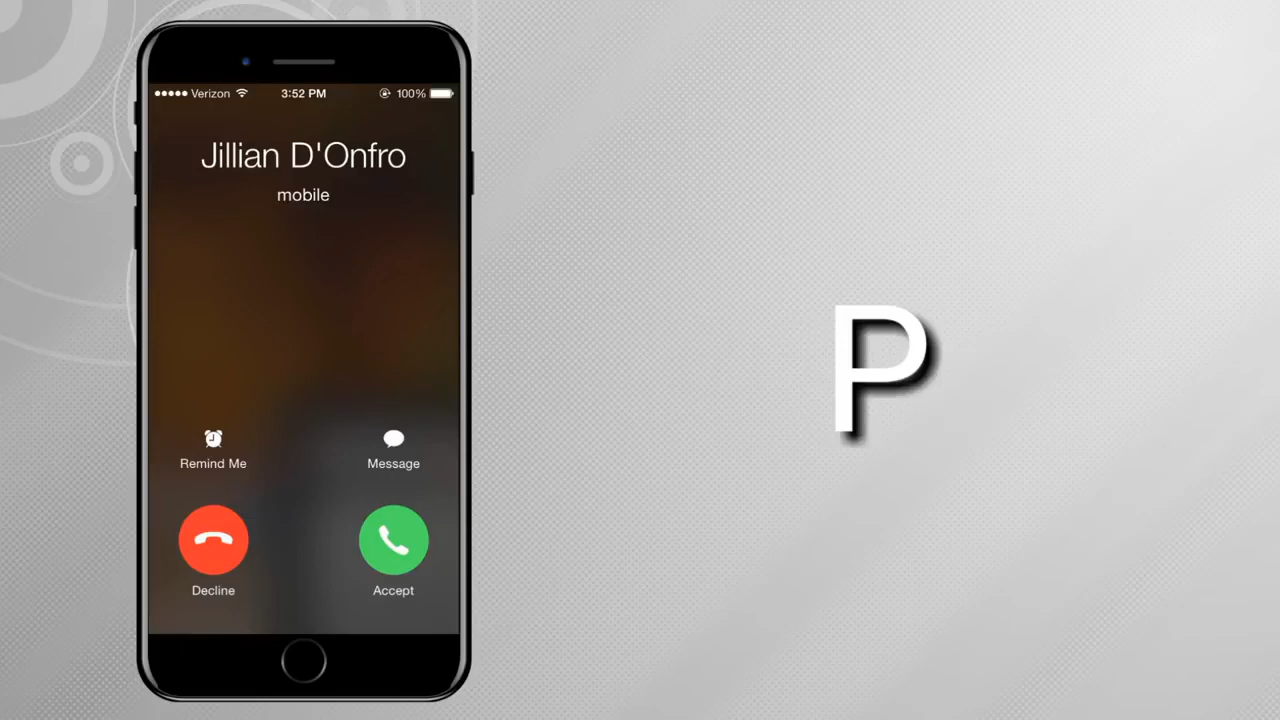 Verizon 3:52 PM 100%
Jillian D'Onfro
mobile
Remind Me Message
Decline Accept
P